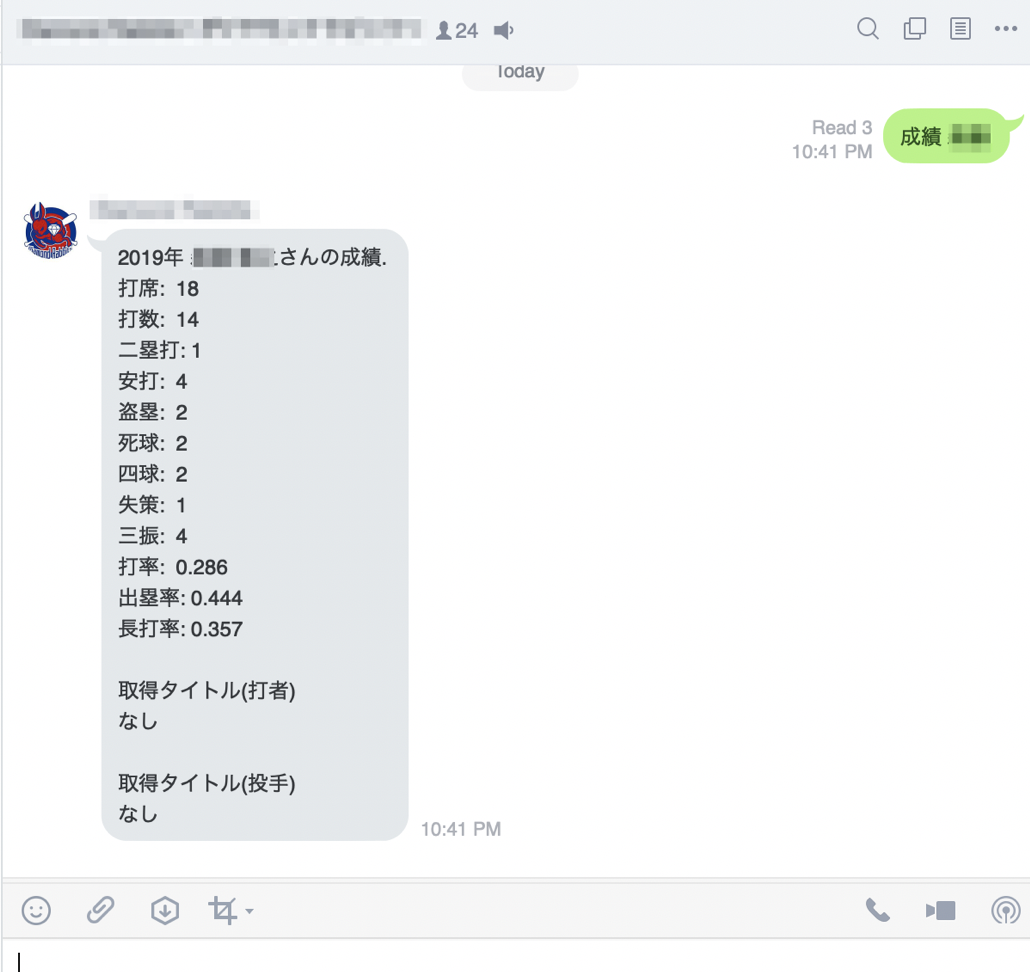 24
Today
Read 3
10:41 PM
成績
2019年 さんの成績.
打席: 18
打数: 14
二塁打: 1
安打: 4
盗塁: 2
死球: 2
四球: 2
失策: 1
三振: 4
打率: 0.286
出塁率: 0.444
長打率: 0.357
取得タイトル(打者)
なし
取得タイトル(投手)
なし
10:41 PM